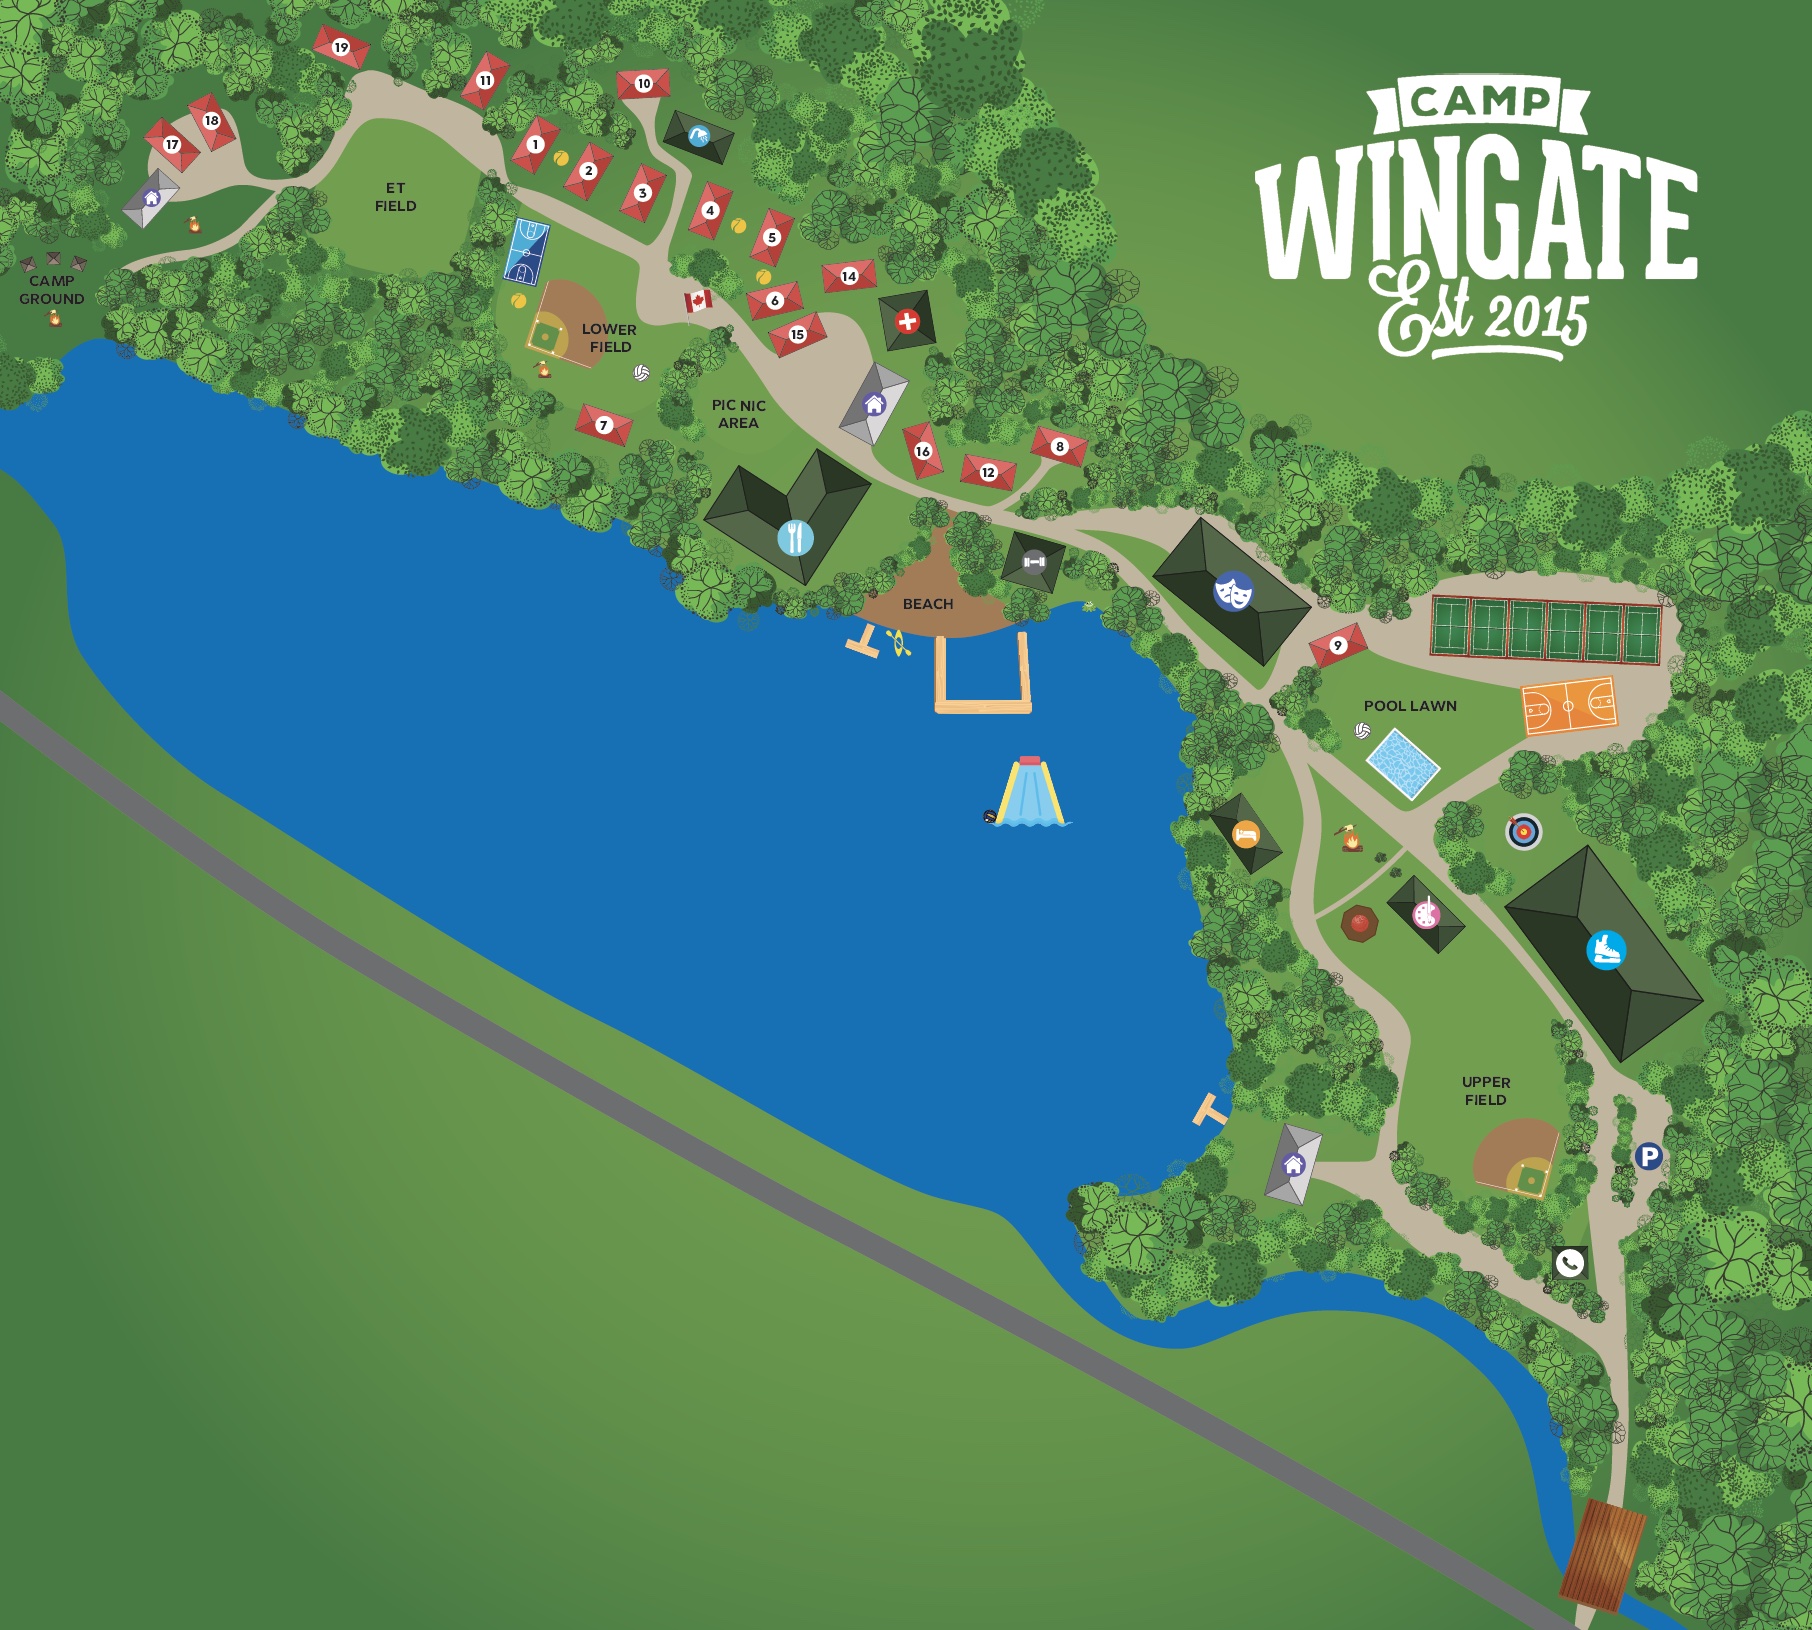 CAMP
WINGATE
Est 2015
19
11
10
18
17
1
2
3
4
5
ET
FIELD
14
6
15
CAMP
GROUND
LOWER
FIELD
PIC NIC
AREA
7
16
12
8
BEACH
9
POOL LAWN
UPPER
FIELD
P